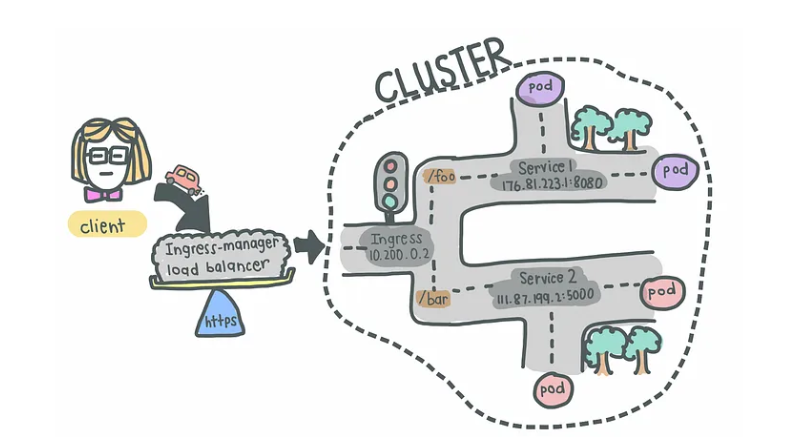 CLUSTER
client
Ingress-manager
load balancer
https
Ingress
10.200.0.2
/foo
Service 1
176.81.223.1:8080
pod
pod
/bar
Service 2
111.87.199.2:5000
pod
pod